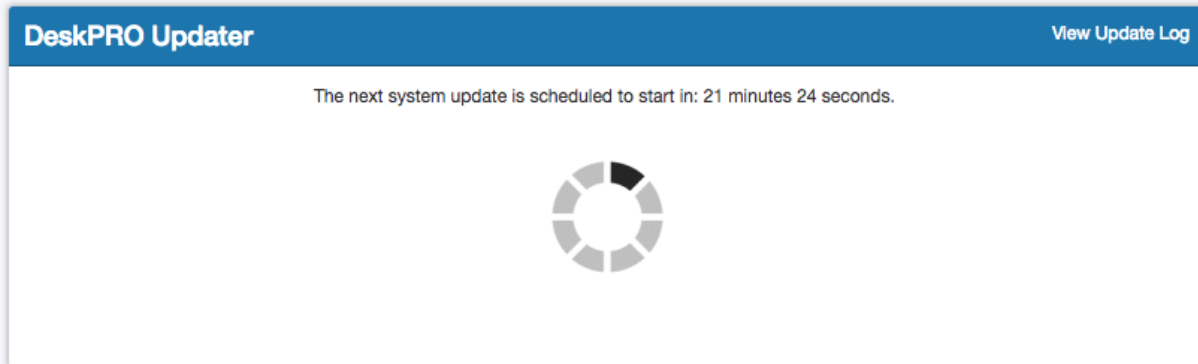 DeskPRO Updater
View Update Log
The next system update is scheduled to start in: 21 minutes 24 seconds.